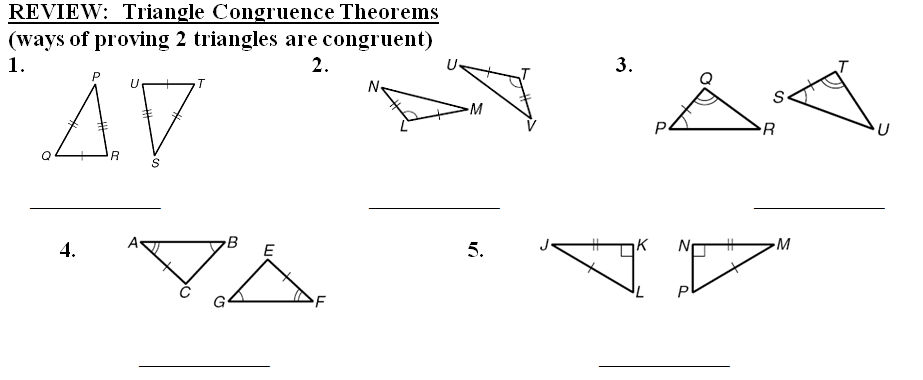 REVIEW: Triangle Congruence Theorems
(ways of proving 2 triangles are congruent)
1.
P
Q
R
U
T
S
2.
N
L
M
U
T
V
3.
Q
P
R
T
S
U
4.
A
B
C
E
G
F
5.
J
K
L
N
M
P